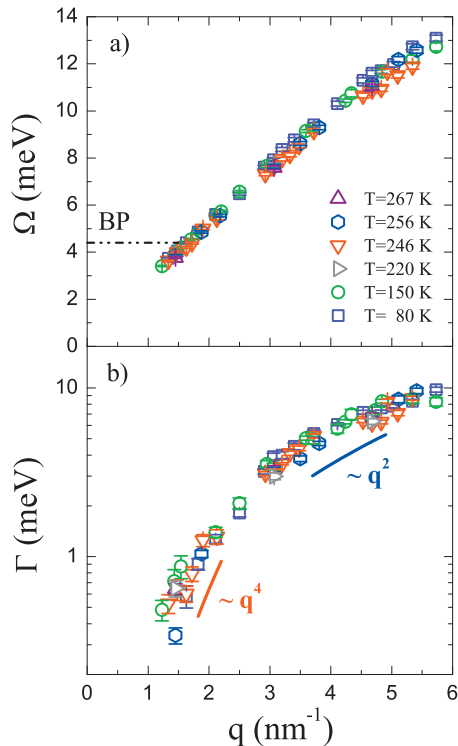 a)
14
12
10
8
6
4
2
0
Ω (meV)
BP
T=267 K
T=256 K
T=246 K
T=220 K
T=150 K
T= 80 K
b)
10
1
Γ (meV)
~ q²
~ q⁴
0 1 2 3 4 5 6
q (nm⁻¹)